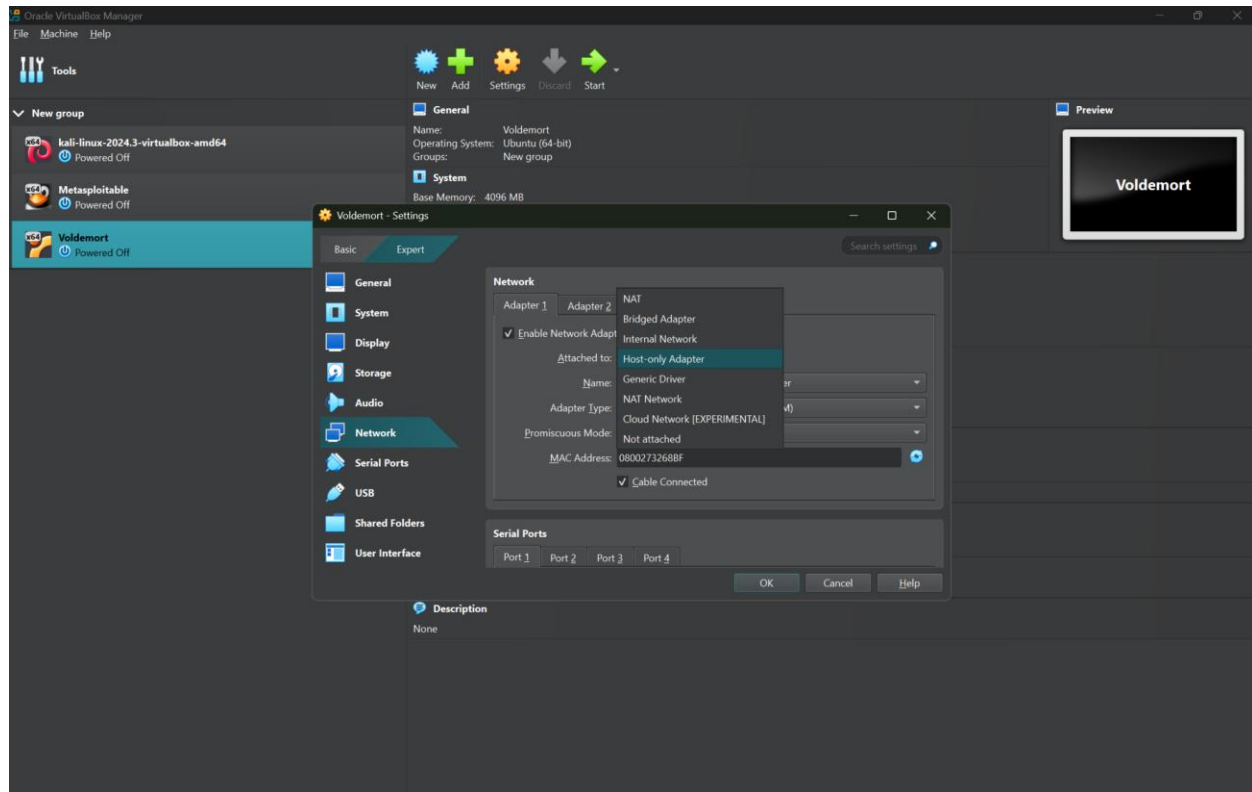 Oracle VirtualBox Manager
File Machine Help
Tools
New Add Settings Discard Start
New group
kali-linux-2024.3-virtualbox-amd64
Powered Off
Metasploitable
Powered Off
Voldemort
Powered Off
General
Name: Voldemort
Operating System: Ubuntu (64-bit)
Groups: New group
System
Base Memory: 4096 MB
Preview
Voldemort
Voldemort - Settings
Basic Expert
Search settings
General
System
Display
Storage
Audio
Network
Serial Ports
USB
Shared Folders
User Interface
Network
Adapter 1 Adapter 2
Enable Network Adapt
Attached to:
Name: er
Adapter Type: M)
Promiscuous Mode:
MAC Address: 0800273268BF
Cable Connected
NAT
Bridged Adapter
Internal Network
Host-only Adapter
Generic Driver
NAT Network
Cloud Network [EXPERIMENTAL]
Not attached
Serial Ports
Port 1 Port 2 Port 3 Port 4
OK Cancel Help
Description
None